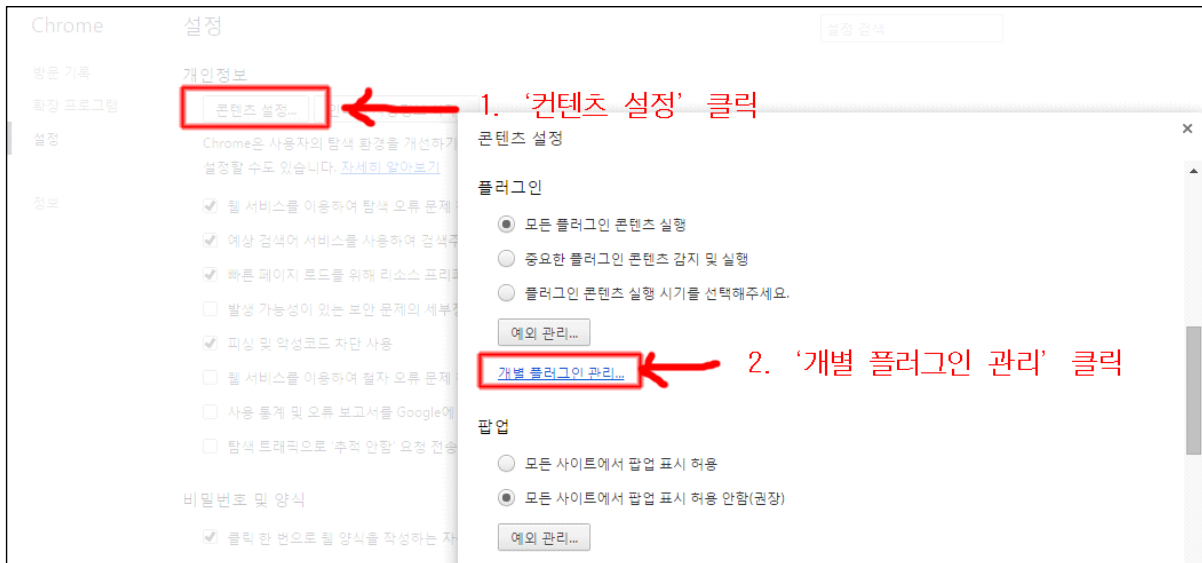 Chrome
설정
설정 검색
방문 기록
확장 프로그램
설정
정보
개인정보
콘텐츠 설정...
1. ‘컨텐츠 설정’ 클릭
Chrome은 사용자의 탐색 환경을 개선하기
설정할 수도 있습니다. 자세히 알아보기
웹 서비스를 이용하여 탐색 오류 문제
예상 검색어 서비스를 사용하여 검색주
빠른 페이지 로드를 위해 리소스 프리
발생 가능성이 있는 보안 문제의 세부
피싱 및 악성코드 차단 사용
웹 서비스를 이용하여 철자 오류 문제
사용 통계 및 오류 보고서를 Google에
탐색 트래픽으로 '추적 안함' 요청 전송
비밀번호 및 양식
클릭 한 번으로 웹 양식을 작성하는 자
콘텐츠 설정
×
플러그인
모든 플러그인 콘텐츠 실행
중요한 플러그인 콘텐츠 감지 및 실행
플러그인 콘텐츠 실행 시기를 선택해주세요.
예외 관리...
개별 플러그인 관리...
2. ‘개별 플러그인 관리’ 클릭
팝업
모든 사이트에서 팝업 표시 허용
모든 사이트에서 팝업 표시 허용 안함(권장)
예외 관리...